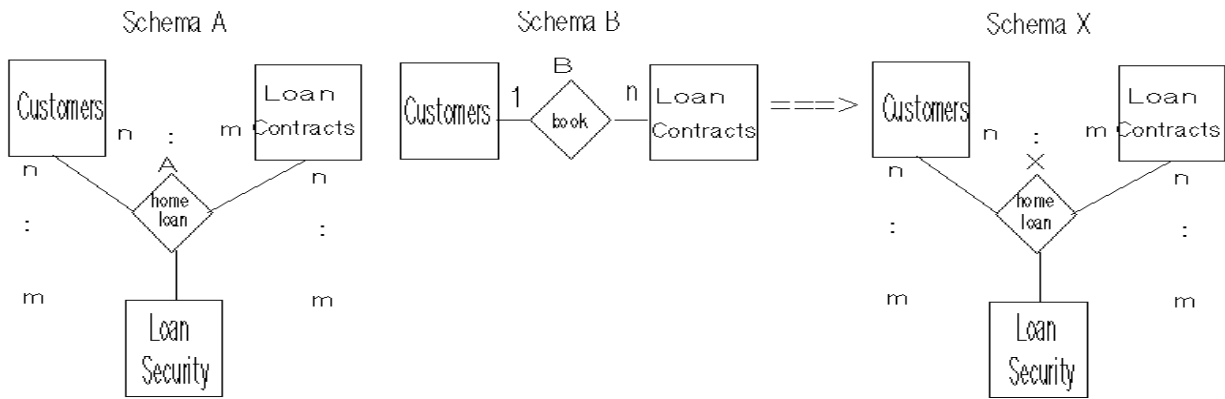 Schema A
Schema B
Schema X
Customers
n : m
Loan
Contracts
A
home
loan
n
:
m
n
:
m
Loan
Security
Customers
1
B
book
n
Loan
Contracts
===>
Customers
n : m
Loan
Contracts
X
home
loan
n
:
m
n
:
m
Loan
Security